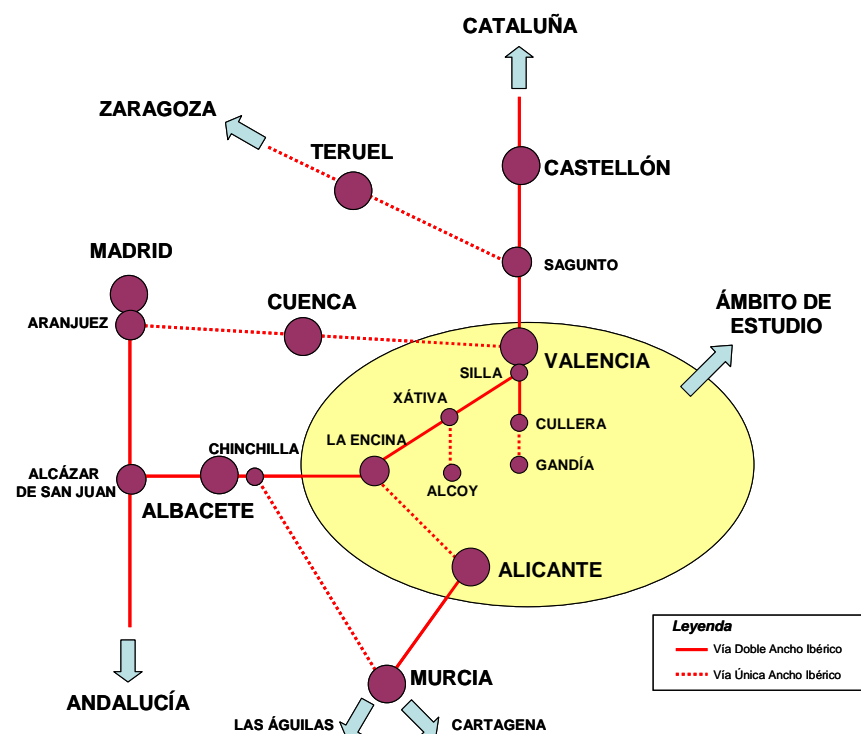 CATALUÑA
ZARAGOZA
TERUEL
CASTELLÓN
MADRID
SAGUNTO
CUENCA
ÁMBITO DE
ESTUDIO
ARANJUEZ
VALENCIA
SILLA
XÁTIVA
CULLERA
LA ENCINA
CHINCHILLA
GANDÍA
ALCÁZAR
DE SAN JUAN
ALCOY
ALBACETE
ALICANTE
Leyenda
Vía Doble Ancho Ibérico
Vía Única Ancho Ibérico
MURCIA
ANDALUCÍA
LAS ÁGUILAS
CARTAGENA